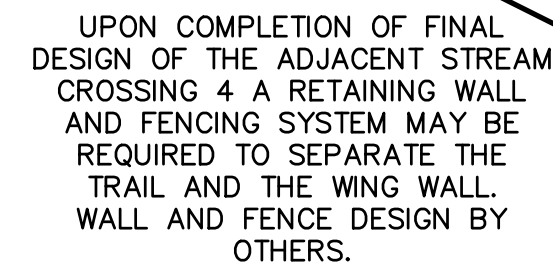 UPON COMPLETION OF FINAL
DESIGN OF THE ADJACENT STREAM
CROSSING 4 A RETAINING WALL
AND FENCING SYSTEM MAY BE
REQUIRED TO SEPARATE THE
TRAIL AND THE WING WALL.
WALL AND FENCE DESIGN BY
OTHERS.